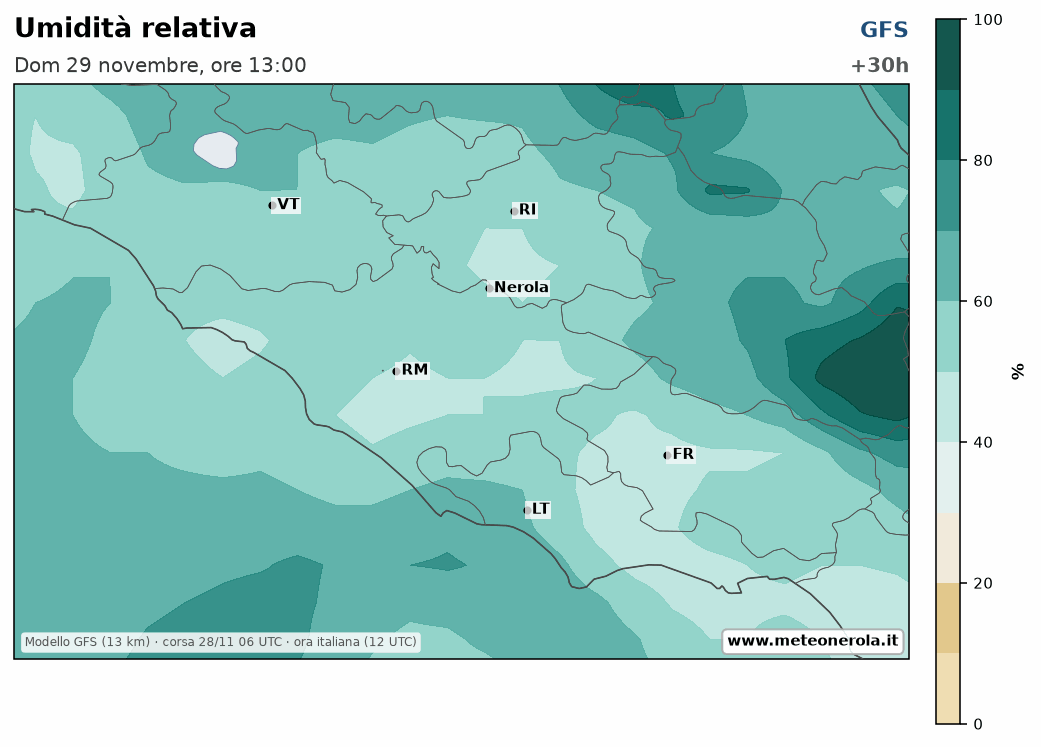 Umidità relativa
GFS
Dom 29 novembre, ore 13:00
+30h
100
80
60
40
20
0
%
VT
RI
Nerola
RM
FR
LT
Modello GFS (13 km) · corsa 28/11 06 UTC · ora italiana (12 UTC)
www.meteonerola.it